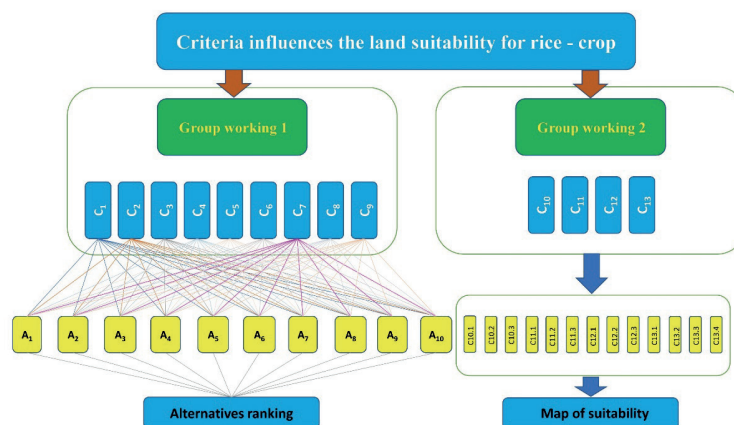 Criteria influences the land suitability for rice - crop
Group working 1
Group working 2
C1 C2 C3 C4 C5 C6 C7 C8 C9
C10 C11 C12 C13
A1 A2 A3 A4 A5 A6 A7 A8 A9 A10
C10.1 C10.2 C10.3 C11.1 C11.2 C11.3 C12.1 C12.2 C12.3 C13.1 C13.2 C13.3 C13.4
Alternatives ranking
Map of suitability